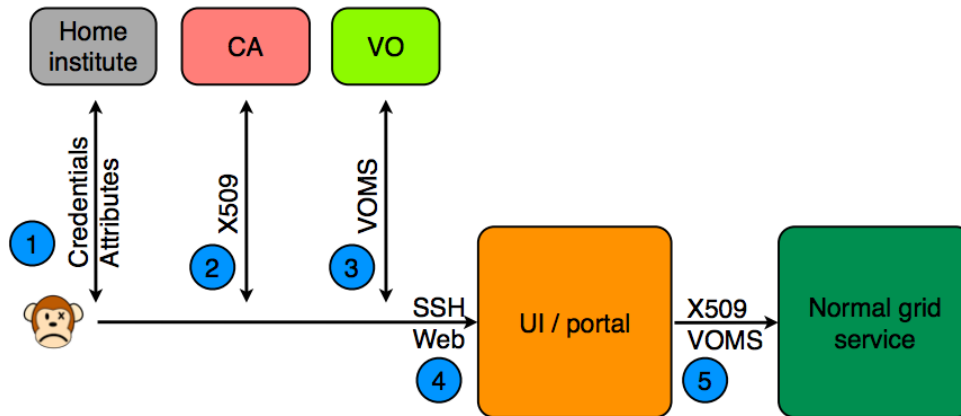 Home
institute
CA
VO
Credentials
Attributes
X509
VOMS
1
2
3
SSH
Web
4
UI / portal
X509
VOMS
5
Normal grid
service